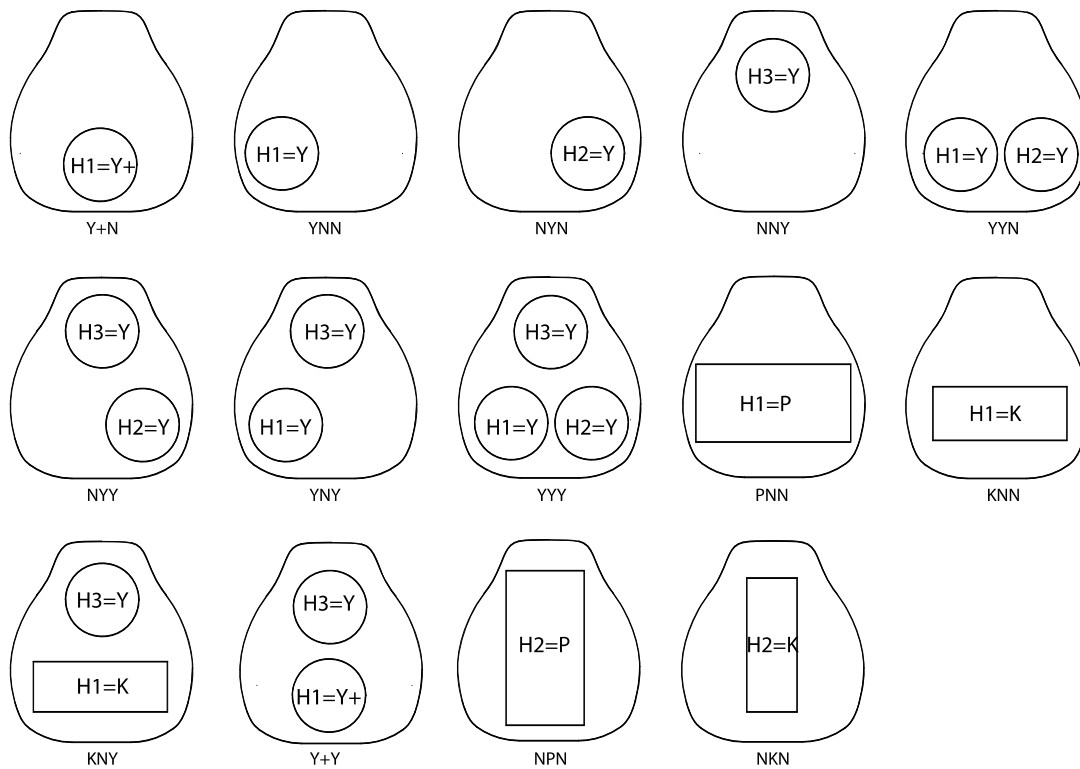 H1=Y+
H1=Y
H2=Y
H3=Y
H1=Y
H2=Y
Y+N
YNN
NYN
NNY
YYN
H3=Y
H2=Y
H3=Y
H1=Y
H3=Y
H1=Y
H2=Y
H1=P
H1=K
NYY
YNY
YYY
PNN
KNN
H3=Y
H1=K
H3=Y
H1=Y+
H2=P
H2=K
KNY
Y+Y
NPN
NKN